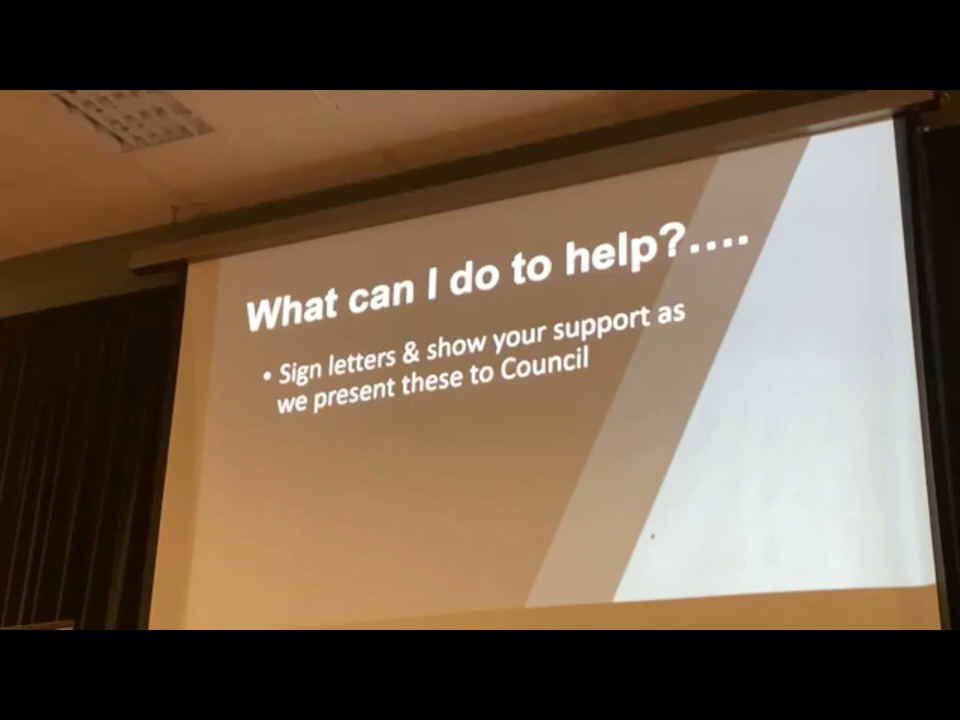 What can I do to help?....
• Sign letters & show your support as
we present these to Council